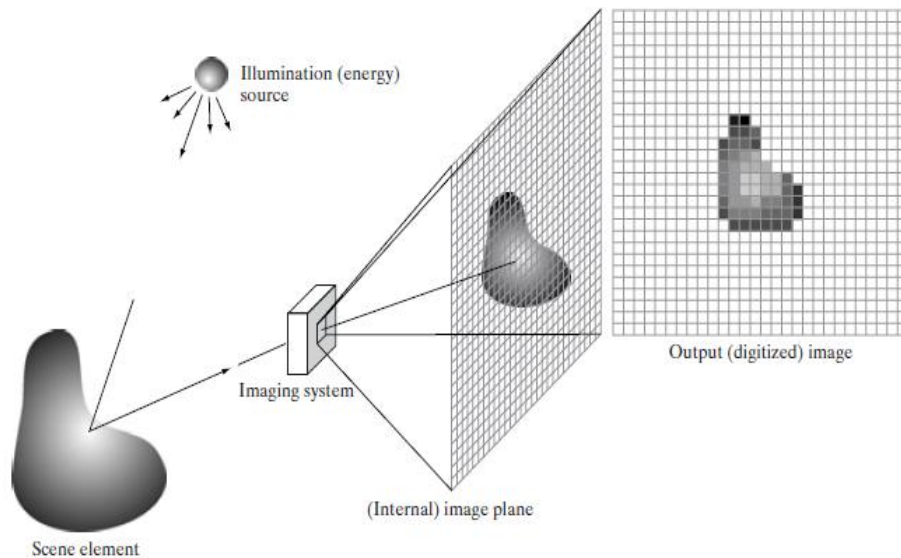 Illumination (energy)
source
Output (digitized) image
Imaging system
(Internal) image plane
Scene element